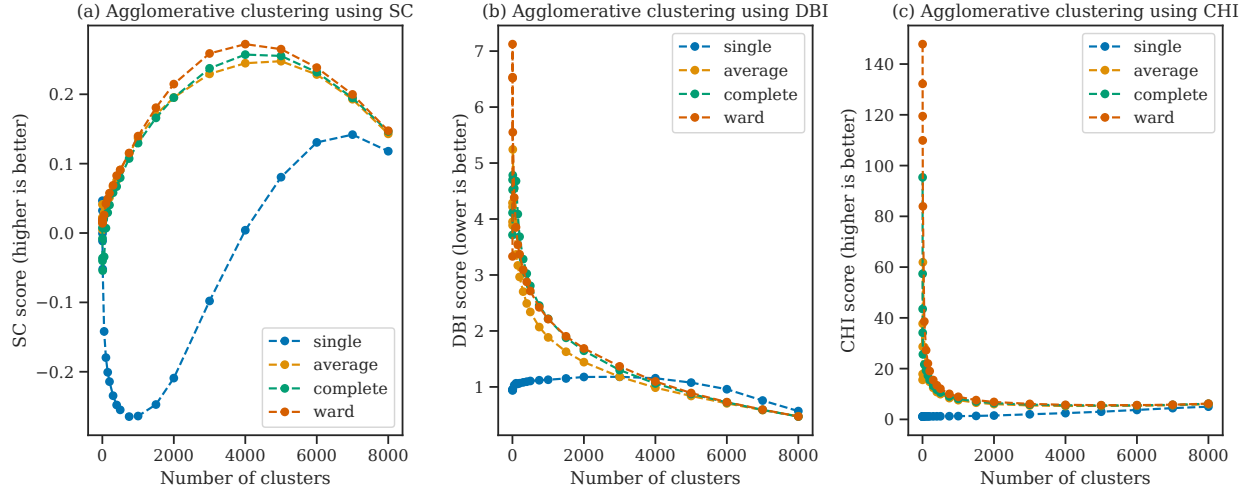 (a) Agglomerative clustering using SC
SC score (higher is better)
0.2
0.1
0.0
−0.1
−0.2
0
2000
4000
6000
8000
Number of clusters
single
average
complete
ward
(b) Agglomerative clustering using DBI
DBI score (lower is better)
7
6
5
4
3
2
1
0
2000
4000
6000
8000
Number of clusters
single
average
complete
ward
(c) Agglomerative clustering using CHI
CHI score (higher is better)
140
120
100
80
60
40
20
0
0
2000
4000
6000
8000
Number of clusters
single
average
complete
ward